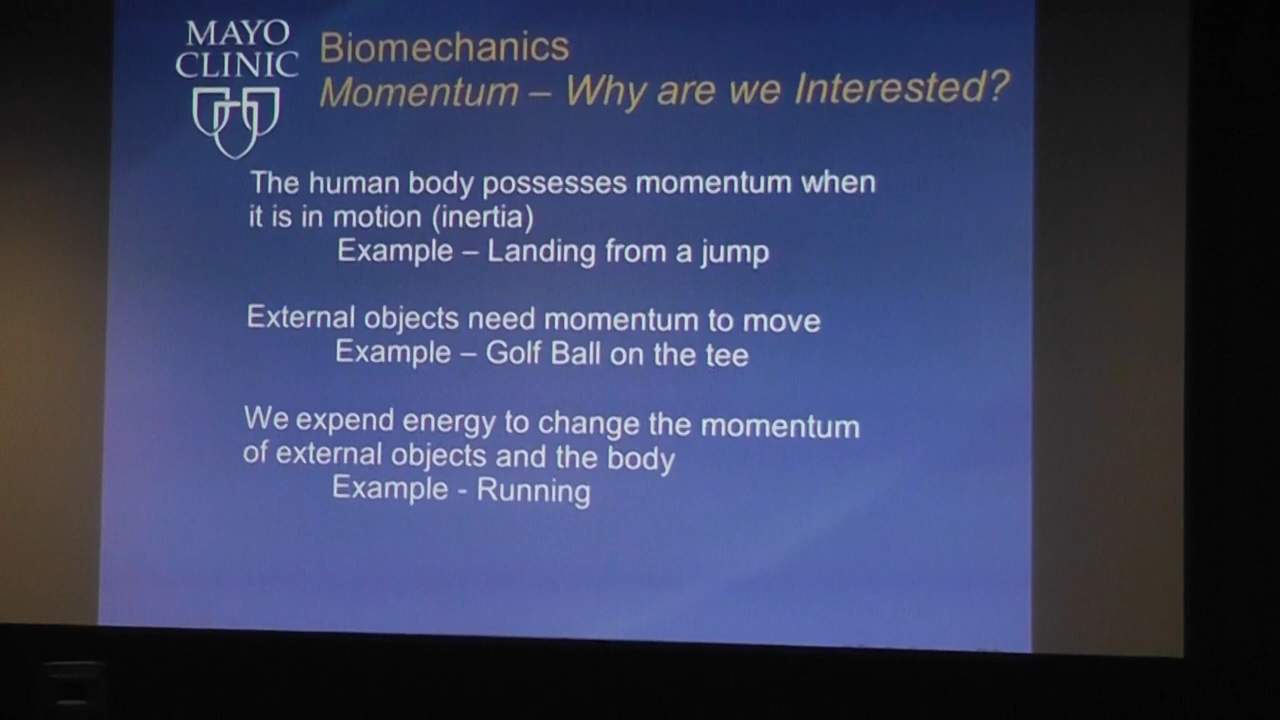 MAYO
CLINIC
Biomechanics
Momentum – Why are we Interested?
The human body possesses momentum when
it is in motion (inertia)
Example – Landing from a jump
External objects need momentum to move
Example – Golf Ball on the tee
We expend energy to change the momentum
of external objects and the body
Example - Running